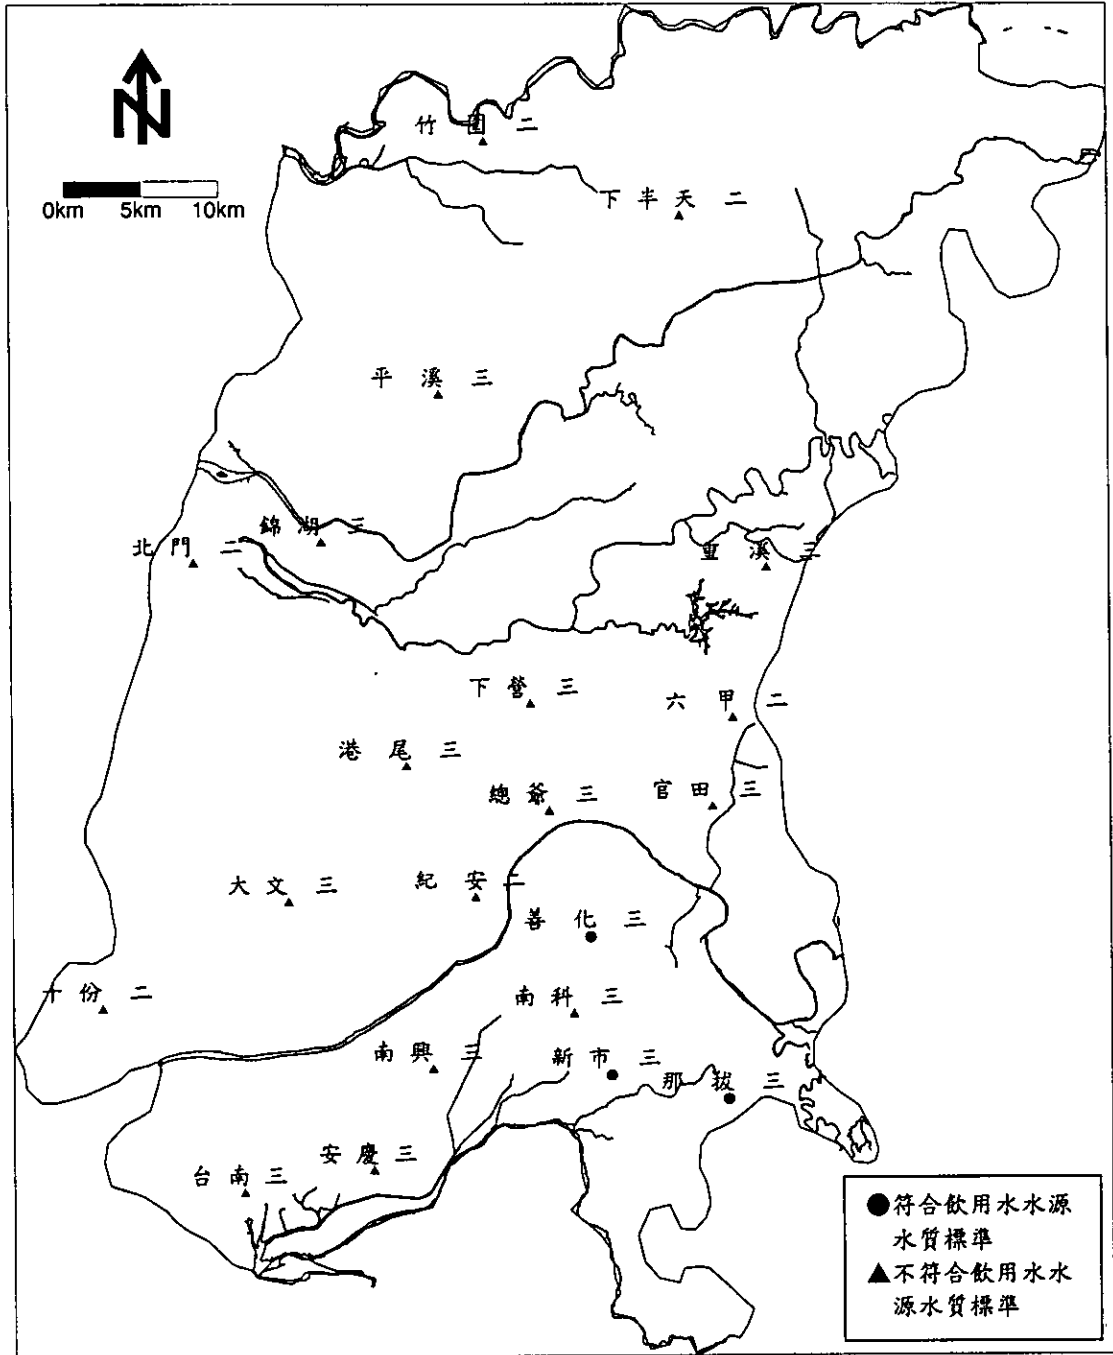 N
竹園二
0km 5km 10km
下半天二
平溪三
錦湖三
北門二
重溪三
下營三
六甲二
港尾三
總爺三
官田三
大文三
紀安二
善化三
十份二
南科三
南興三
新市三
那拔三
安慶三
台南三
●符合飲用水水源
水質標準
▲不符合飲用水水
源水質標準